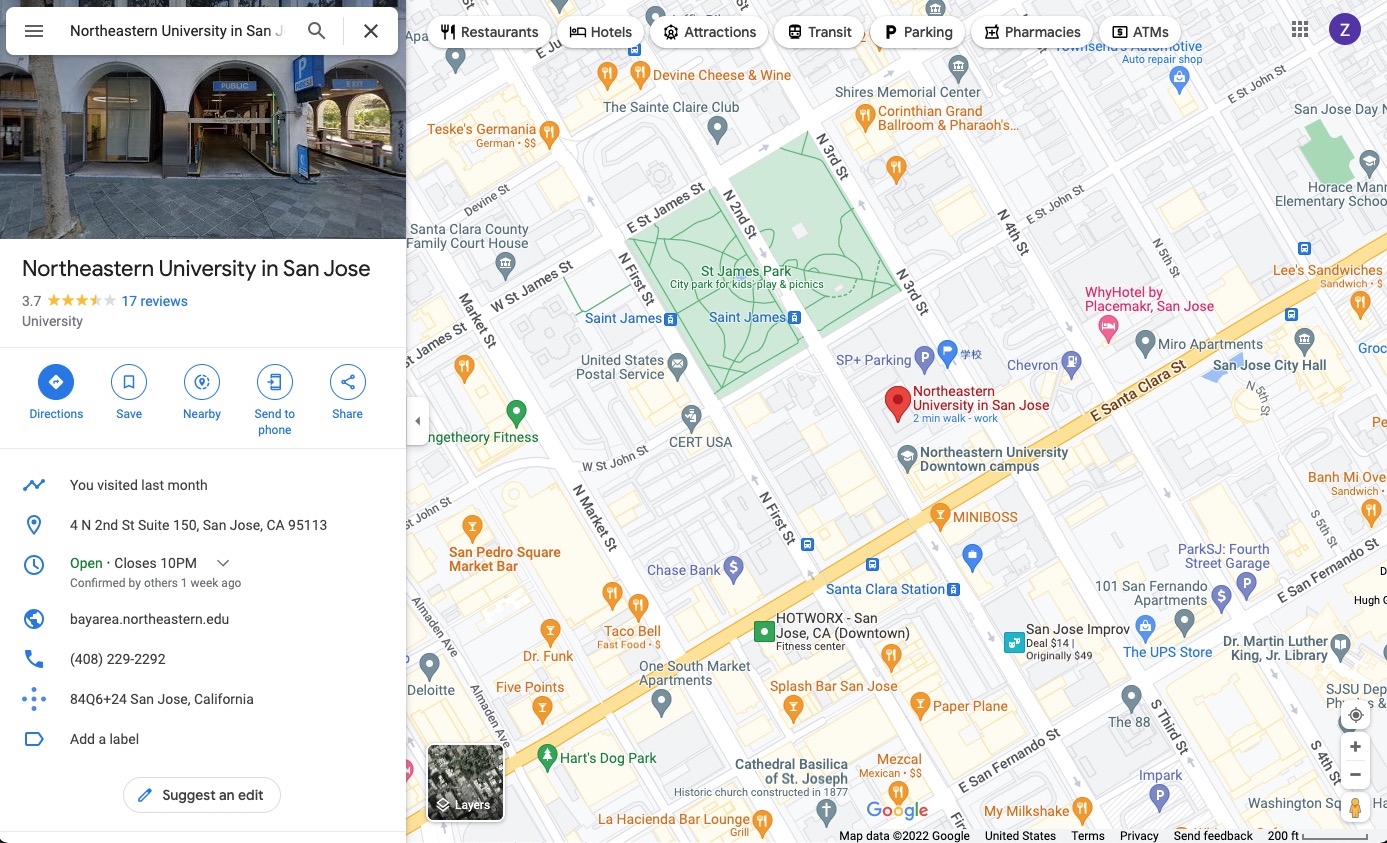 Northeastern University in San J
PUBLIC
EXIT
P
Northeastern University in San Jose
3.7
17 reviews
University
Directions
Save
Nearby
Send to
phone
Share
You visited last month
4 N 2nd St Suite 150, San Jose, CA 95113
Open · Closes 10PM
Confirmed by others 1 week ago
bayarea.northeastern.edu
(408) 229-2292
84Q6+24 San Jose, California
Add a label
Suggest an edit
Restaurants
Hotels
Attractions
Transit
Parking
Pharmacies
ATMs
Z
Townsend's Automotive
Auto repair shop
Devine Cheese & Wine
The Sainte Claire Club
Shires Memorial Center
Corinthian Grand
Ballroom & Pharaoh's...
E St John St
San Jose Day N
Teske's Germania
German • $$
N 3rd St
Horace Mann
Elementary Schoo
Devine St
E St James St
N 2nd St
E St John St
N 4th St
N 5th St
Santa Clara County
Family Court House
W St James St
N First St
St James Park
City park for kids' play & picnics
N 3rd St
Lee's Sandwiches
Sandwich • $
WhyHotel by
Placemakr, San Jose
Market St
St James St
Saint James
Saint James
Miro Apartments
San Jose City Hall
Groc
United States
Postal Service
SP+ Parking
学校
Chevron
E Santa Clara St
N 5th St
Northeastern
University in San Jose
2 min walk - work
ngetheory Fitness
CERT USA
Northeastern University
Downtown campus
Pe
W St John St
Banh Mi Ove
Sandwich •
N Market St
N First St
St John St
MINIBOSS
S 5th St
San Pedro Square
Market Bar
Chase Bank
ParkSJ: Fourth
Street Garage
E San Fernando St
Santa Clara Station
101 San Fernando
Apartments
D
Hugh G
Almaden Ave
Taco Bell
Fast Food • $
HOTWORX - San
Jose, CA (Downtown)
Fitness center
San Jose Improv
Deal $14 |
Originally $49
The UPS Store
Dr. Martin Luther
King, Jr. Library
Dr. Funk
One South Market
Apartments
Deloitte
Five Points
Splash Bar San Jose
Paper Plane
The 88
SJSU Dep
Almaden Ave
S Third St
S 4th St
E San Fernando St
Hart's Dog Park
Cathedral Basilica
of St. Joseph
Historic church constructed in 1877
Mezcal
Mexican • $$
Impark
Layers
Google
My Milkshake
Washington Sq
Ha
La Hacienda Bar Lounge
Grill
Firs
Map data ©2022 Google
United States
Terms
Privacy
Send feedback
200 ft